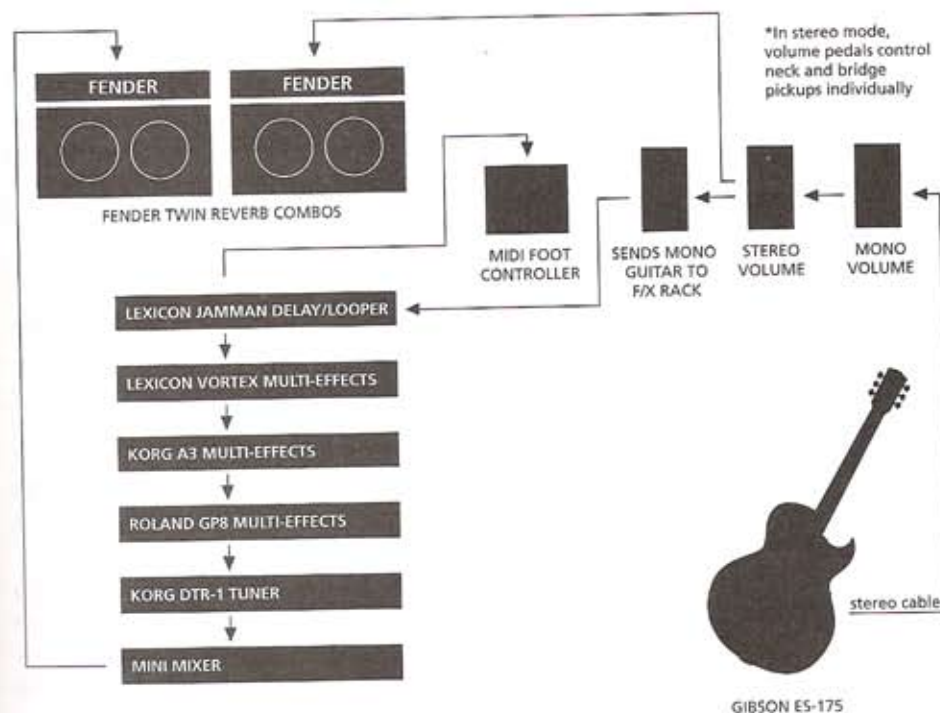 *In stereo mode,
volume pedals control
neck and bridge
pickups individually
FENDER
FENDER
FENDER TWIN REVERB COMBOS
MIDI FOOT
CONTROLLER
SENDS MONO
GUITAR TO
F/X RACK
STEREO
VOLUME
MONO
VOLUME
LEXICON JAMMAN DELAY/LOOPER
LEXICON VORTEX MULTI-EFFECTS
KORG A3 MULTI-EFFECTS
ROLAND GP8 MULTI-EFFECTS
KORG DTR-1 TUNER
MINI MIXER
stereo cable
GIBSON ES-175